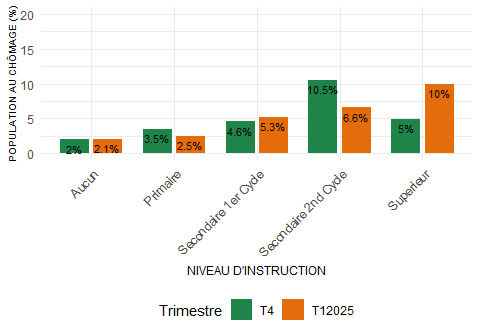 POPULATION AU CHÔMAGE (%)
20
15
10
5
0
2%
2.1%
3.5%
2.5%
4.6%
5.3%
10.5%
6.6%
5%
10%
Aucun
Primaire
Secondaire 1er Cycle
Secondaire 2nd Cycle
Superieur
NIVEAU D'INSTRUCTION
Trimestre T4 T12025